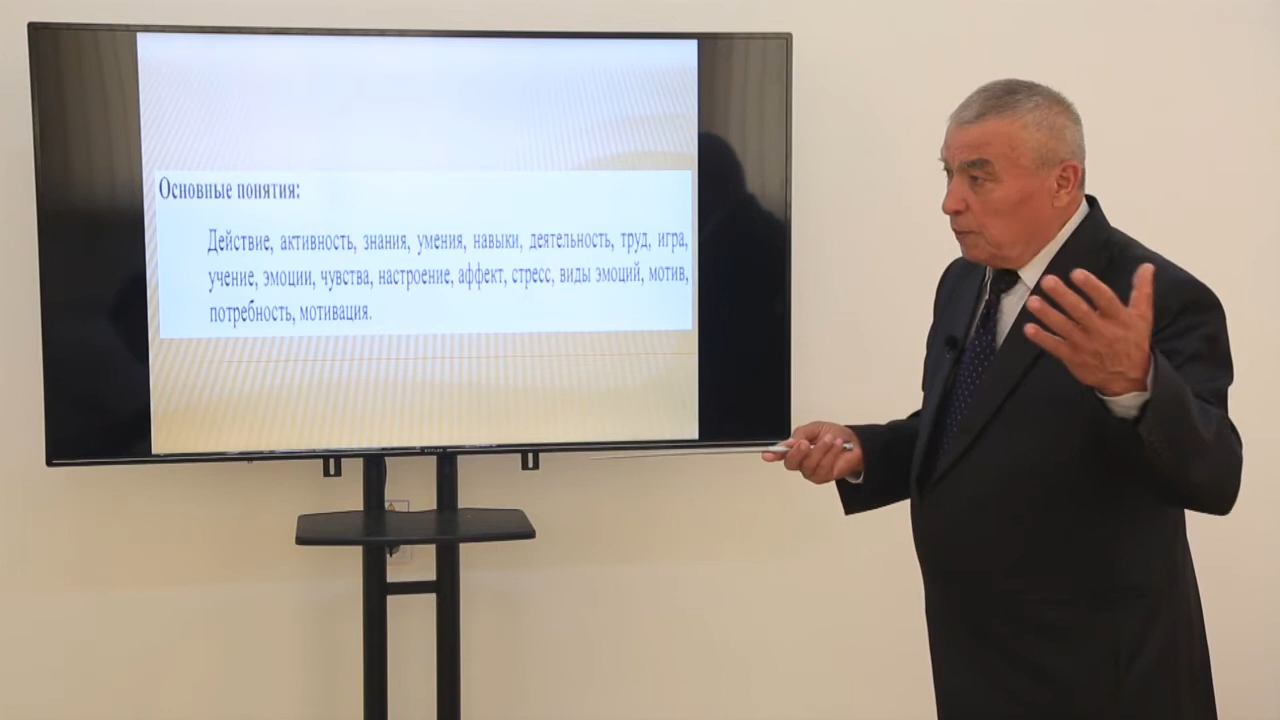 Основные понятия:
Действие, активность, знания, умения, навыки, деятельность, труд, игра,
учение, эмоции, чувства, настроение, аффект, стресс, виды эмоций, мотив,
потребность, мотивация.